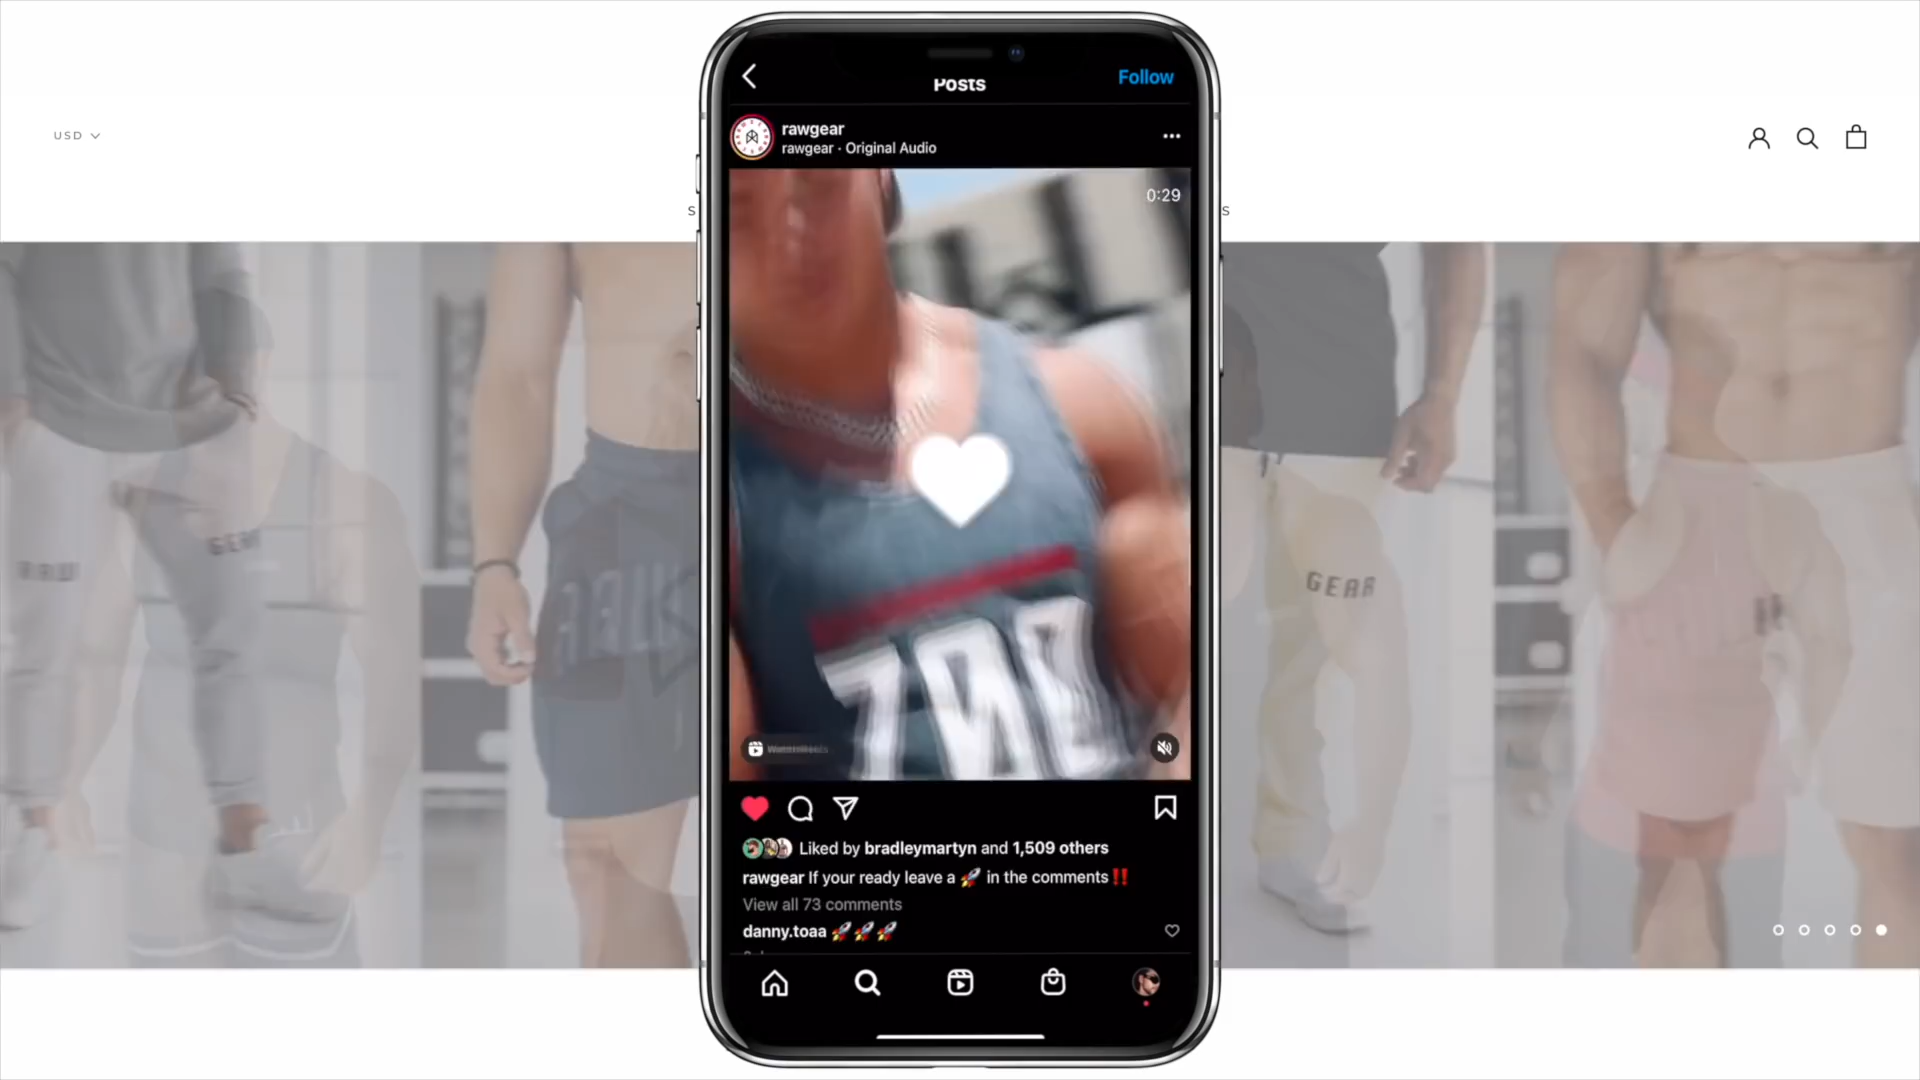 Posts
Follow
USD
rawgear
rawgear · Original Audio
0:29
S
S
GEAR
RAW
GEAR
Liked by bradleymartyn and 1,509 others
rawgear If your ready leave a 🚀 in the comments‼️
View all 73 comments
danny.toaa 🚀🚀🚀